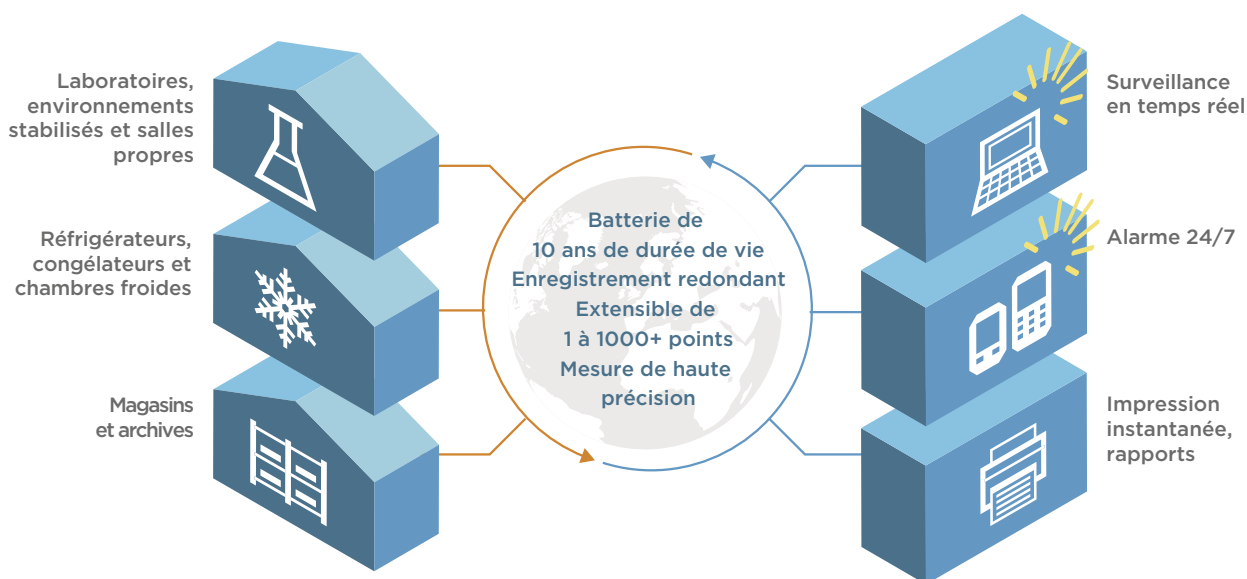 Laboratoires,
environnements
stabilisés et salles
propres
Réfrigérateurs,
congélateurs et
chambres froides
Magasins
et archives
Batterie de
10 ans de durée de vie
Enregistrement redondant
Extensible de
1 à 1000+ points
Mesure de haute
précision
Surveillance
en temps réel
Alarme 24/7
Impression
instantanée,
rapports